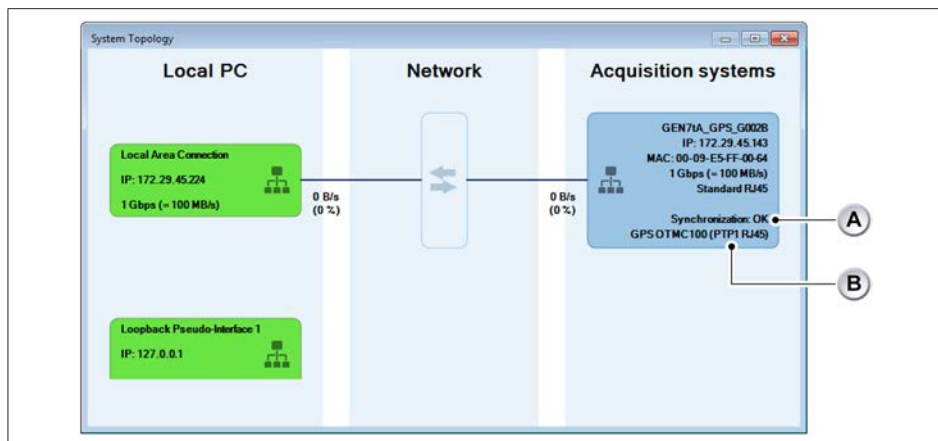 System Topology
Local PC
Network
Acquisition systems
Local Area Connection
IP: 172.29.45.224
1 Gbps (= 100 MB/s)
0 B/s
(0 %)
0 B/s
(0 %)
GEN7tA_GPS_G002B
IP: 172.29.45.143
MAC: 00-09-E5-FF-00-64
1 Gbps (= 100 MB/s)
Standard RJ45
Synchronization: OK
GPS OTMC100 (PTP1 RJ45)
A
B
Loopback Pseudo-Interface 1
IP: 127.0.0.1